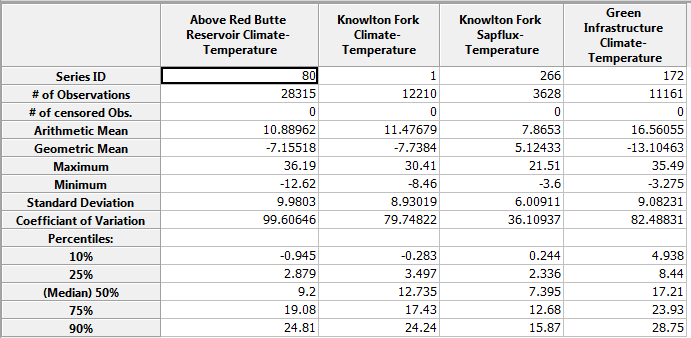 Above Red Butte Reservoir Climate-Temperature	Knowlton Fork Climate-Temperature	Knowlton Fork Sapflux-Temperature	Green Infrastructure Climate-Temperature
Series ID	80	1	266	172
# of Observations	28315	12210	3628	11161
# of censored Obs.	0	0	0	0
Arithmetic Mean	10.88962	11.47679	7.8653	16.56055
Geometric Mean	-7.15518	-7.7384	5.12433	-13.10463
Maximum	36.19	30.41	21.51	35.49
Minimum	-12.62	-8.46	-3.6	-3.275
Standard Deviation	9.9803	8.93019	6.00911	9.08231
Coefficiant of Variation	99.60646	79.74822	36.10937	82.48831
Percentiles:
10%	-0.945	-0.283	0.244	4.938
25%	2.879	3.497	2.336	8.44
(Median) 50%	9.2	12.735	7.395	17.21
75%	19.08	17.43	12.68	23.93
90%	24.81	24.24	15.87	28.75